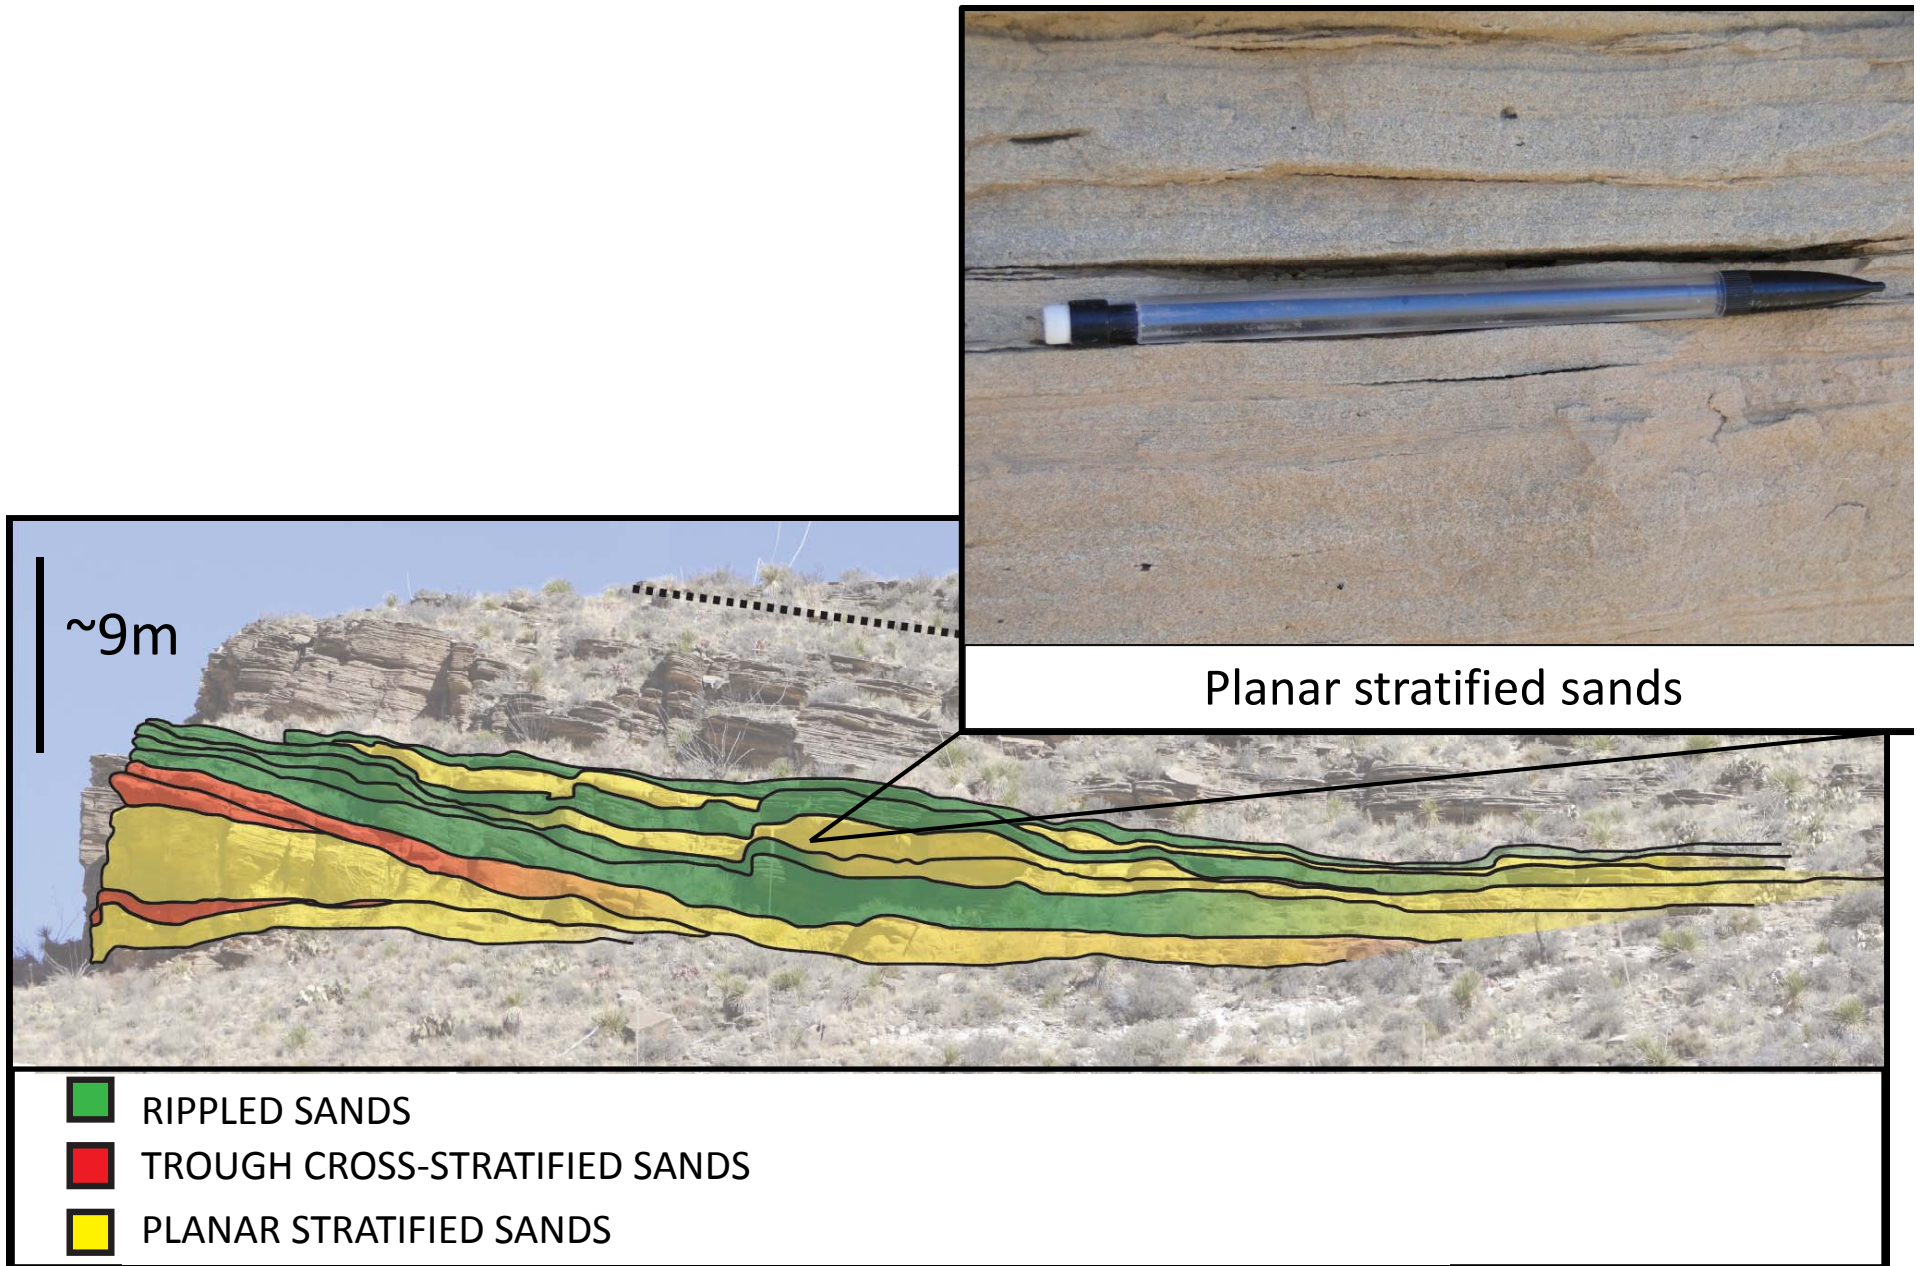 Planar stratified sands
~9m
RIPPLED SANDS
TROUGH CROSS-STRATIFIED SANDS
PLANAR STRATIFIED SANDS